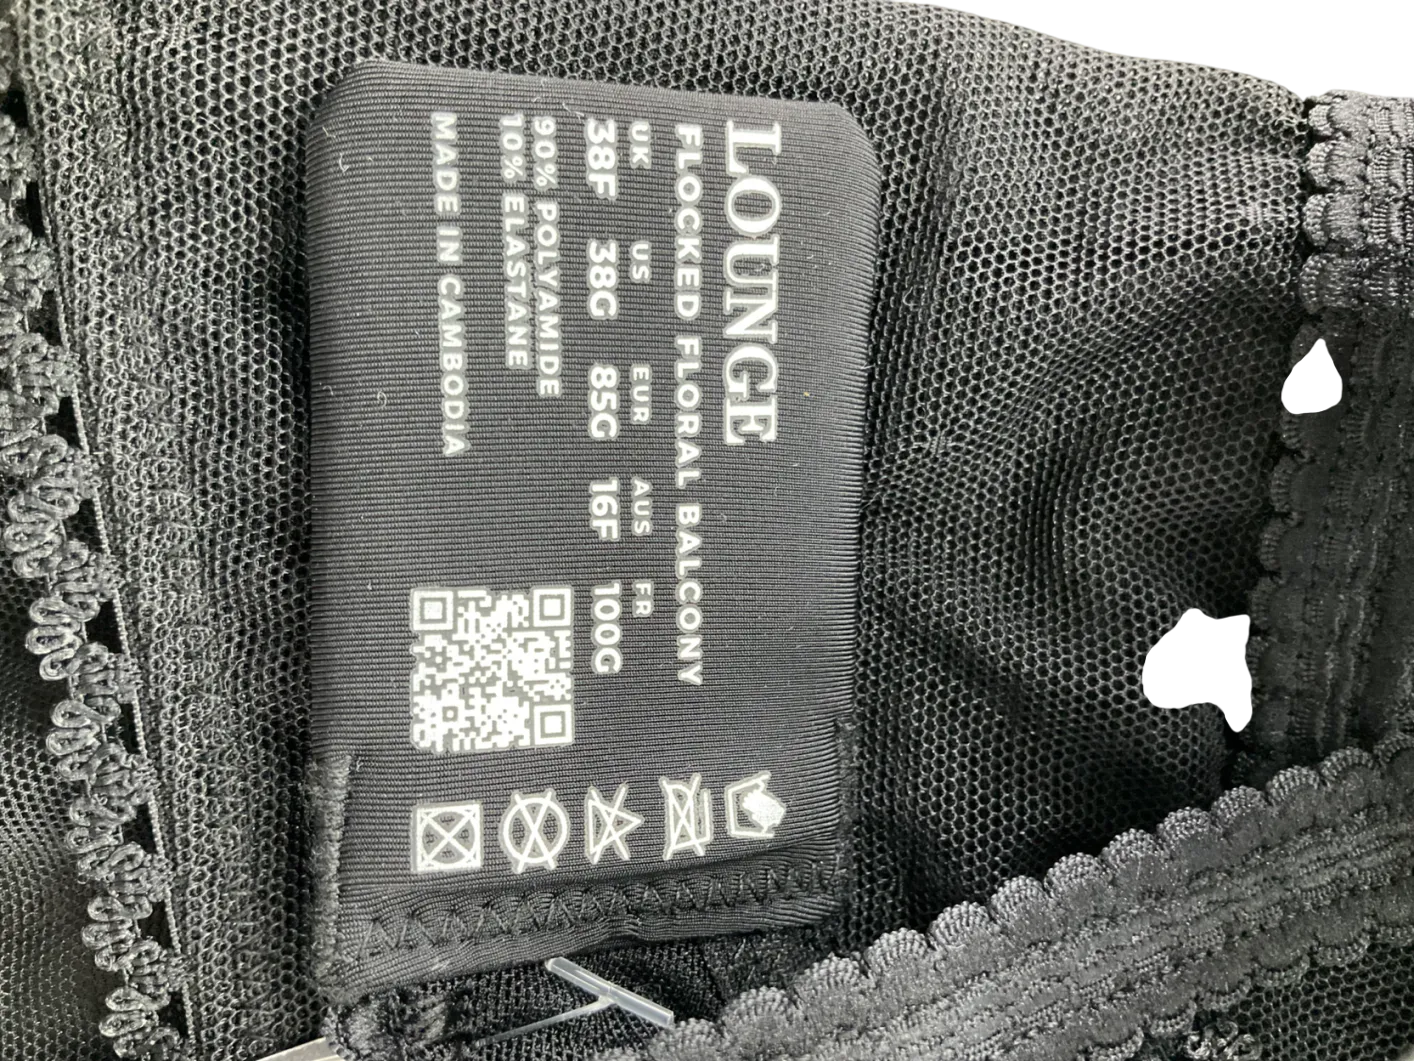 LOUNGE
FLOCKED FLORAL BALCONY
UK US EUR AUS FR
38F 38G 85G 16F 100G
90% POLYAMIDE
10% ELASTANE
MADE IN CAMBODIA